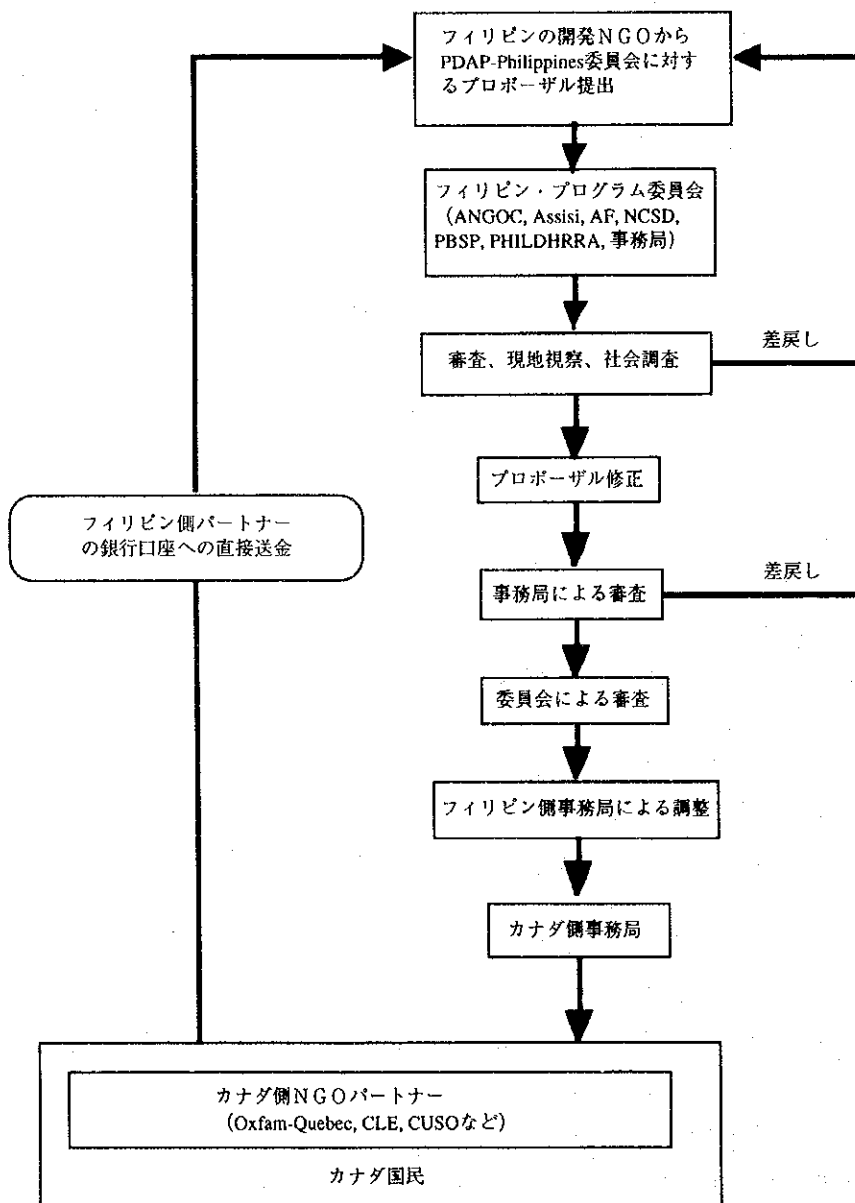 フィリピンの開発NGOから
PDAP-Philippines委員会に対す
るプロポーザル提出
フィリピン・プログラム委員会
(ANGOC, Assisi, AF, NCSD,
PBSP, PHILDHRRA, 事務局)
審査、現地視察、社会調査
差戻し
プロポーザル修正
フィリピン側パートナー
の銀行口座への直接送金
事務局による審査
差戻し
委員会による審査
フィリピン側事務局による調整
カナダ側事務局
カナダ側NGOパートナー
(Oxfam-Quebec, CLE, CUSOなど)
カナダ国民